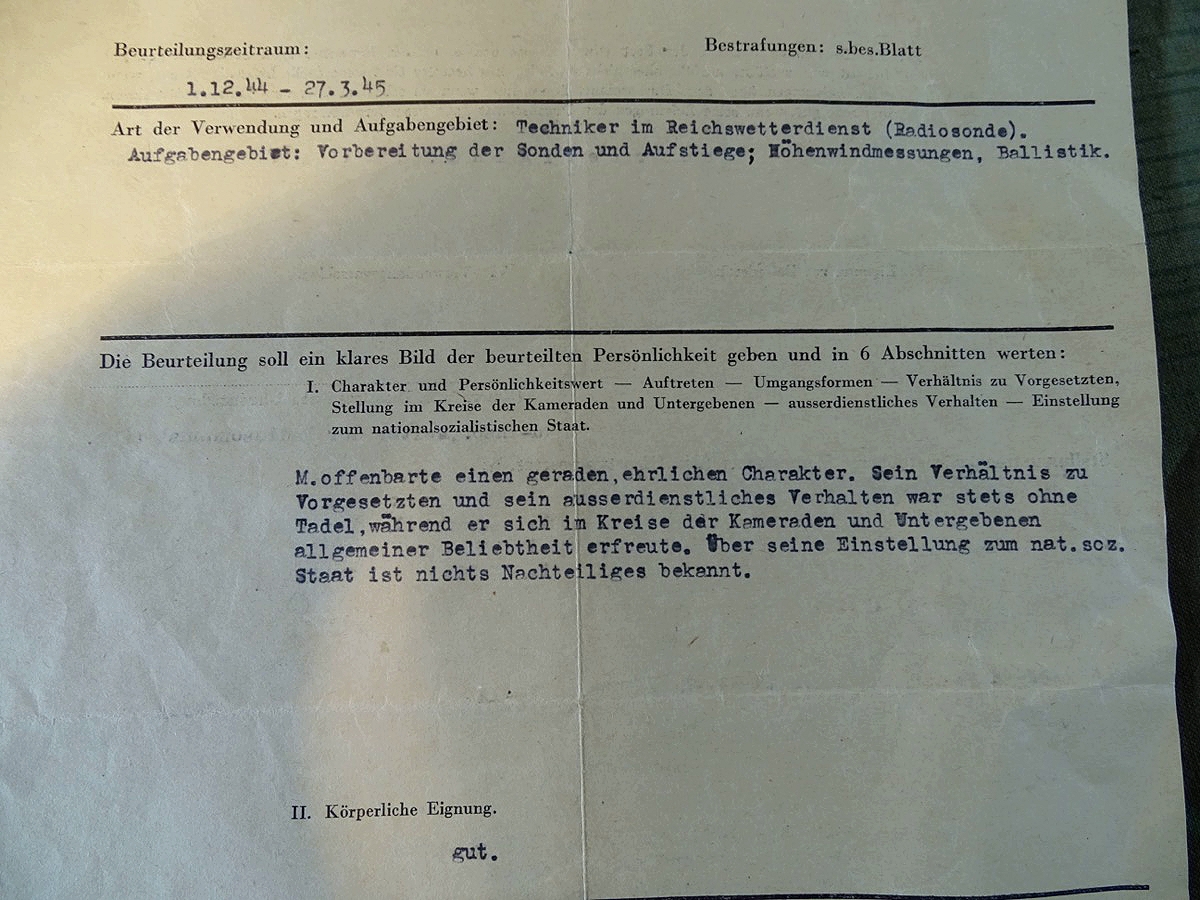 Beurteilungszeitraum:
Bestrafungen: s.bes.Blatt
1.12.44 - 27.3.45
Art der Verwendung und Aufgabengebiet: Techniker im Reichswetterdienst (Radiosonde).
Aufgabengebiet: Vorbereitung der Sonden und Aufstiege; Höhenwindmessungen, Ballistik.
Die Beurteilung soll ein klares Bild der beurteilten Persönlichkeit geben und in 6 Abschnitten werten:
I. Charakter und Persönlichkeitswert — Auftreten — Umgangsformen — Verhältnis zu Vorgesetzten,
Stellung im Kreise der Kameraden und Untergebenen — ausserdienstliches Verhalten — Einstellung
zum nationalsozialistischen Staat.
M.offenbarte einen geraden,ehrlichen Charakter. Sein Verhältnis zu
Vorgesetzten und sein ausserdienstliches Verhalten war stets ohne
Tadel,während er sich im Kreise der Kameraden und Untergebenen
allgemeiner Beliebtheit erfreute. Über seine Einstellung zum nat.soz.
Staat ist nichts Nachteiliges bekannt.
II. Körperliche Eignung.
gut.